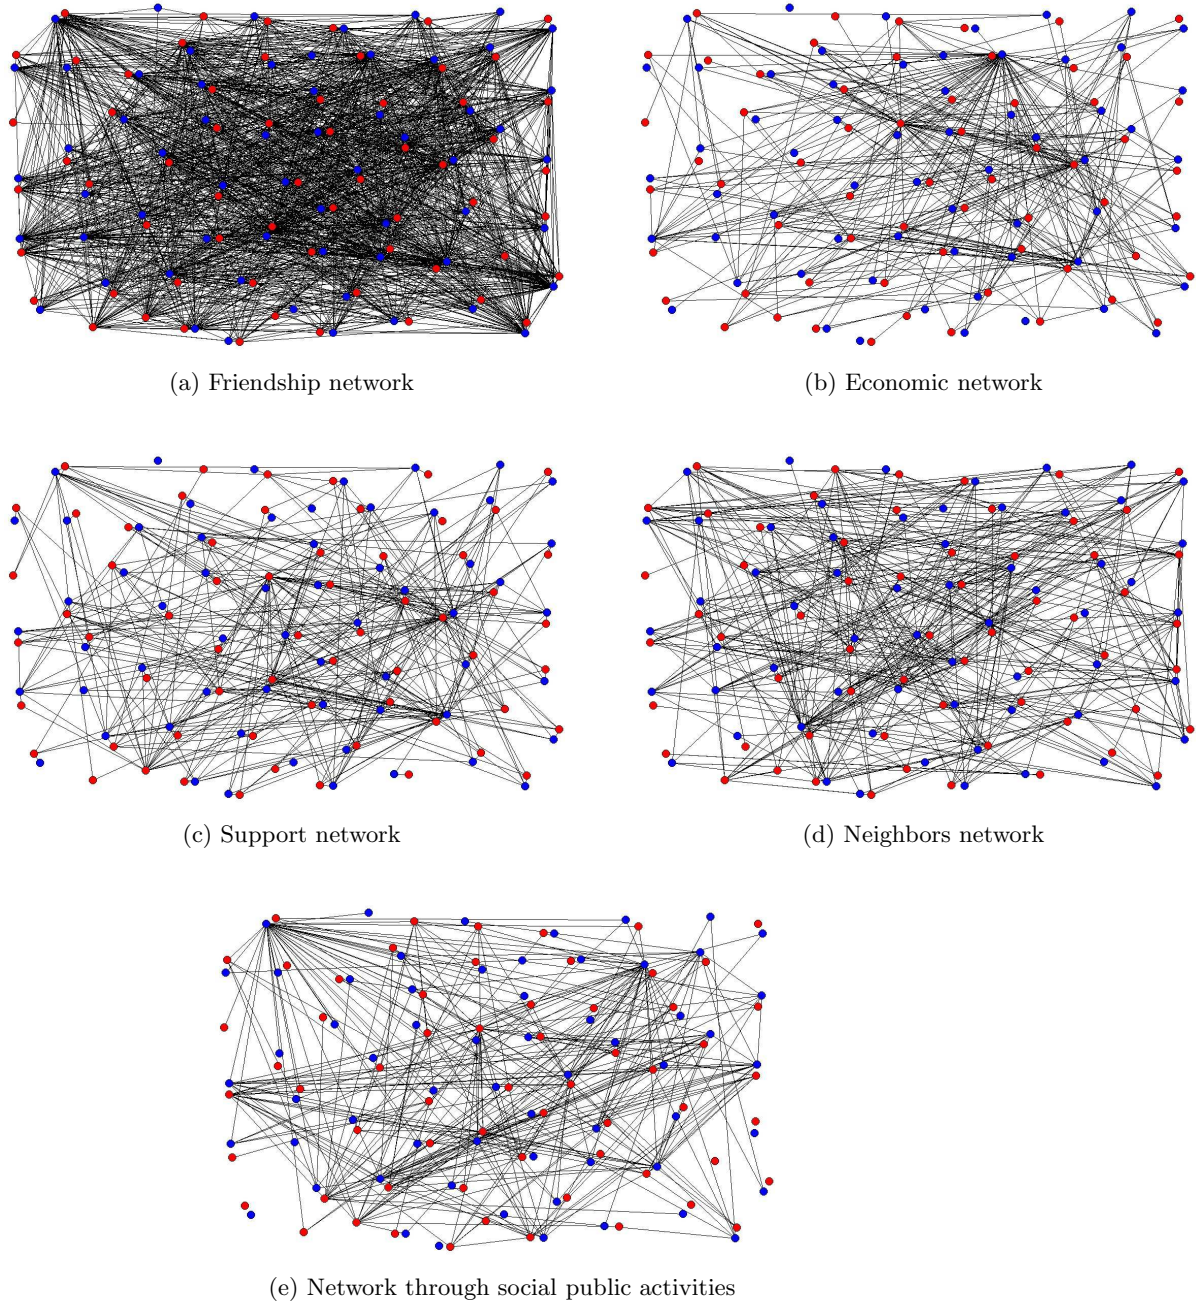 (a) Friendship network
(b) Economic network
(c) Support network
(d) Neighbors network
(e) Network through social public activities